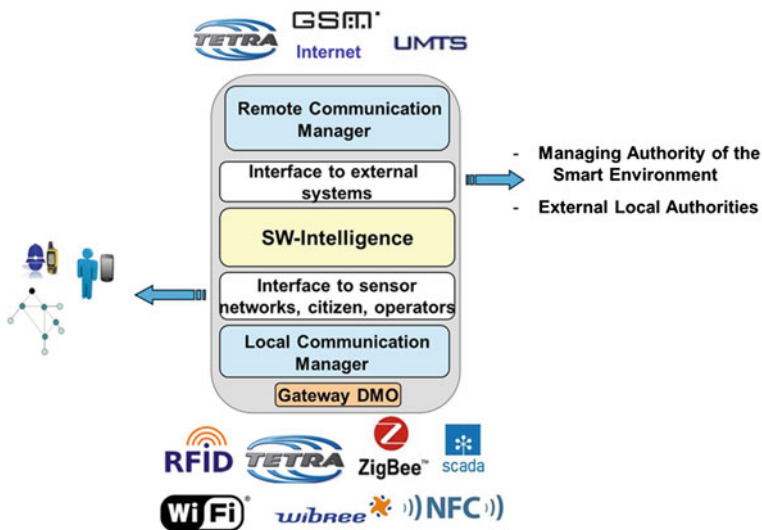 TETRA
GSM
Internet
UMTS
Remote Communication
Manager
Interface to external
systems
SW-Intelligence
Interface to sensor
networks, citizen, operators
Local Communication
Manager
Gateway DMO
- Managing Authority of the
Smart Environment
- External Local Authorities
RFiD
TETRA
Z
ZigBee™
scada
WiFi®
wibree
NFC